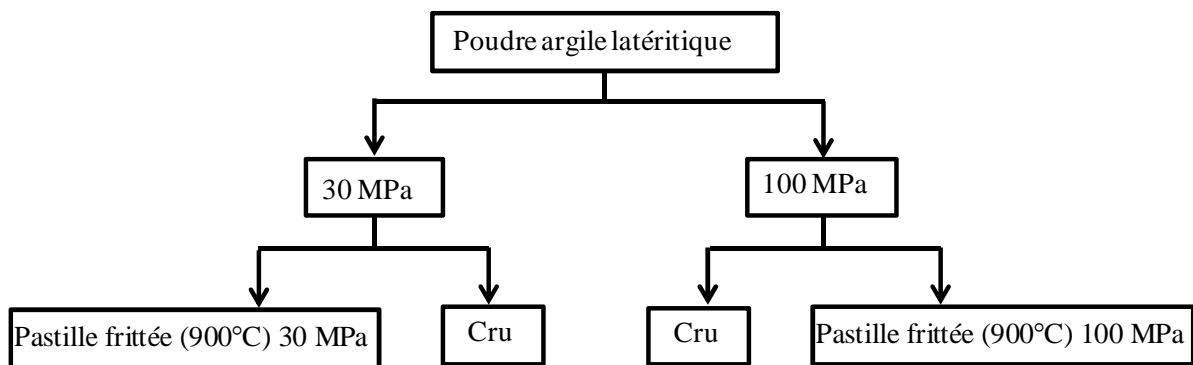 Poudre argile latéritique
30 MPa
100 MPa
Pastille frittée (900°C) 30 MPa
Cru
Cru
Pastille frittée (900°C) 100 MPa